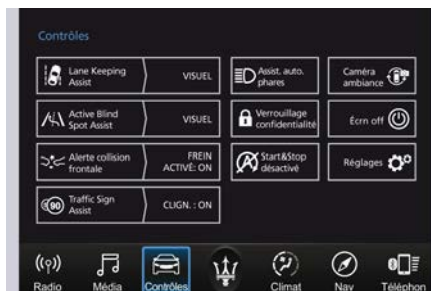 Contrôles
Lane Keeping
Assist
VISUEL
Assist. auto.
phares
Caméra
ambiance
Active Blind
Spot Assist
VISUEL
Verrouillage
confidentialité
Écrn off
Alerte collision
frontale
FREIN
ACTIVÉ: ON
Start&Stop
désactivé
Réglages
90
Traffic Sign
Assist
CLIGN. : ON
Radio
Média
Contrôles
Climat
Nav
Téléphon